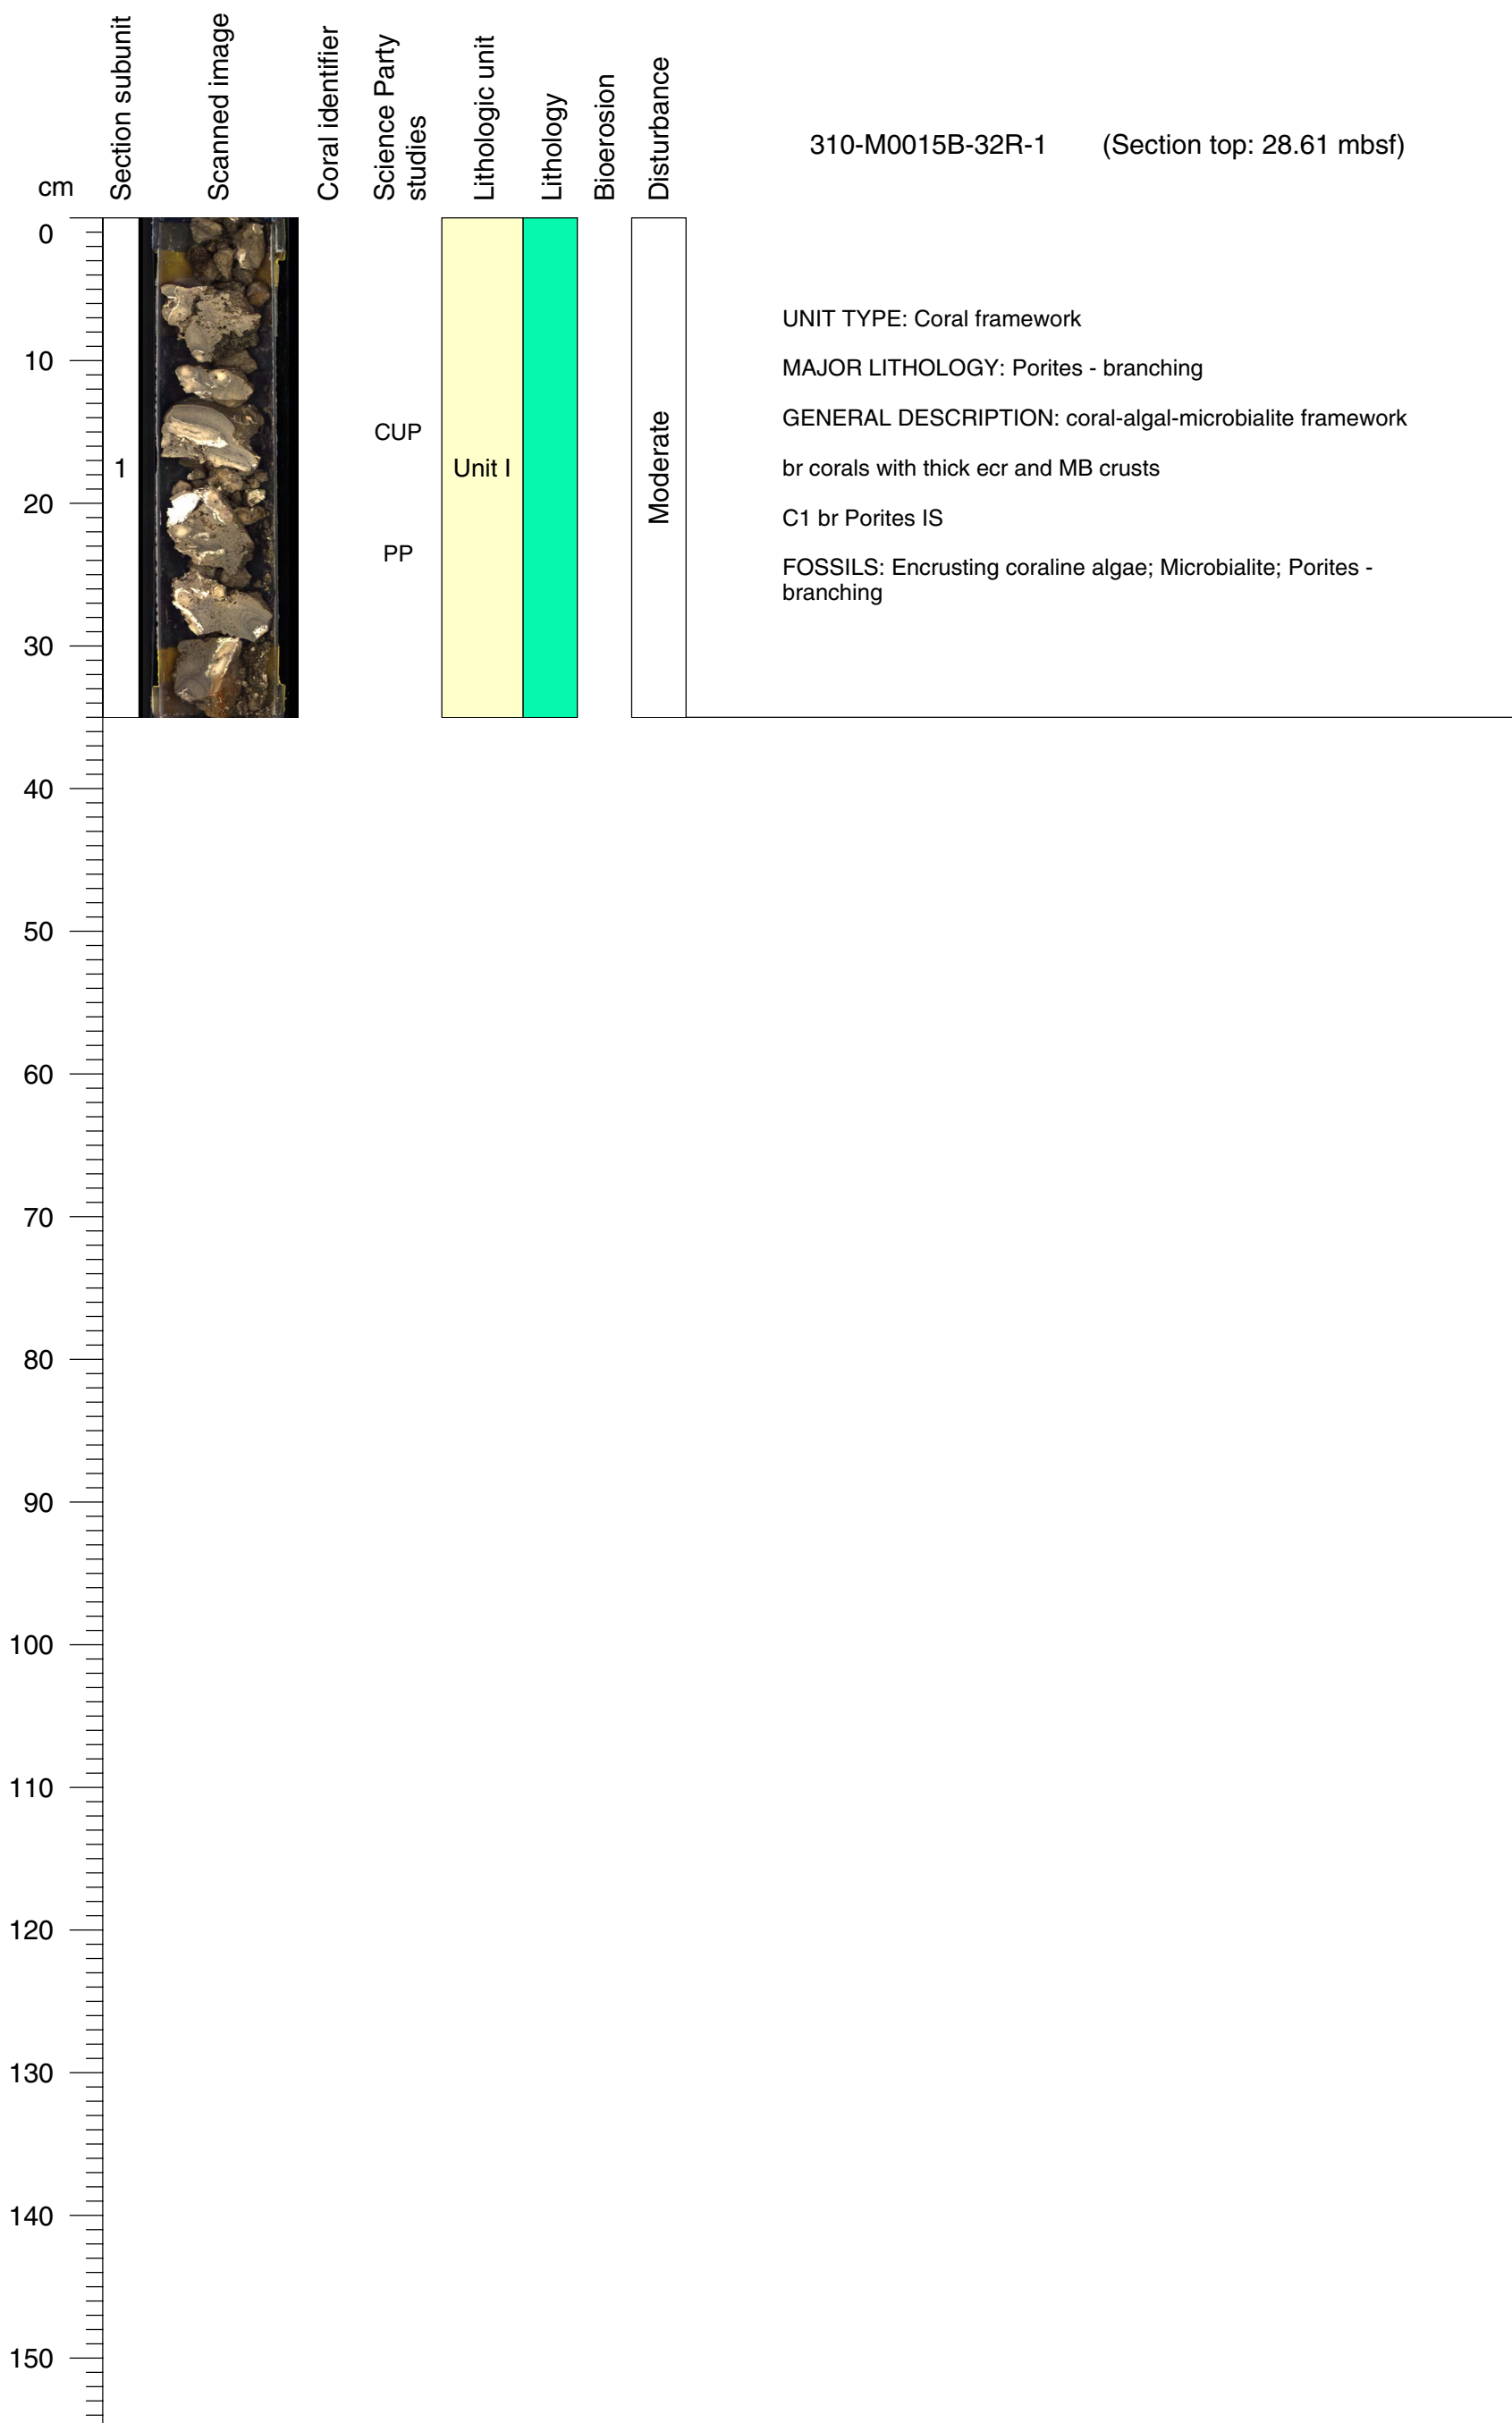 Section subunit
Scanned image
Coral identifier
Science Party
studies
Lithologic unit
Lithology
Bioerosion
Disturbance
310-M0015B-32R-1 (Section top: 28.61 mbsf)
cm
0
10
20
30
40
50
60
70
80
90
100
110
120
130
140
150
1
CUP
PP
Unit I
Moderate
UNIT TYPE: Coral framework
MAJOR LITHOLOGY: Porites - branching
GENERAL DESCRIPTION: coral-algal-microbialite framework
br corals with thick ecr and MB crusts
C1 br Porites IS
FOSSILS: Encrusting coraline algae; Microbialite; Porites -
branching